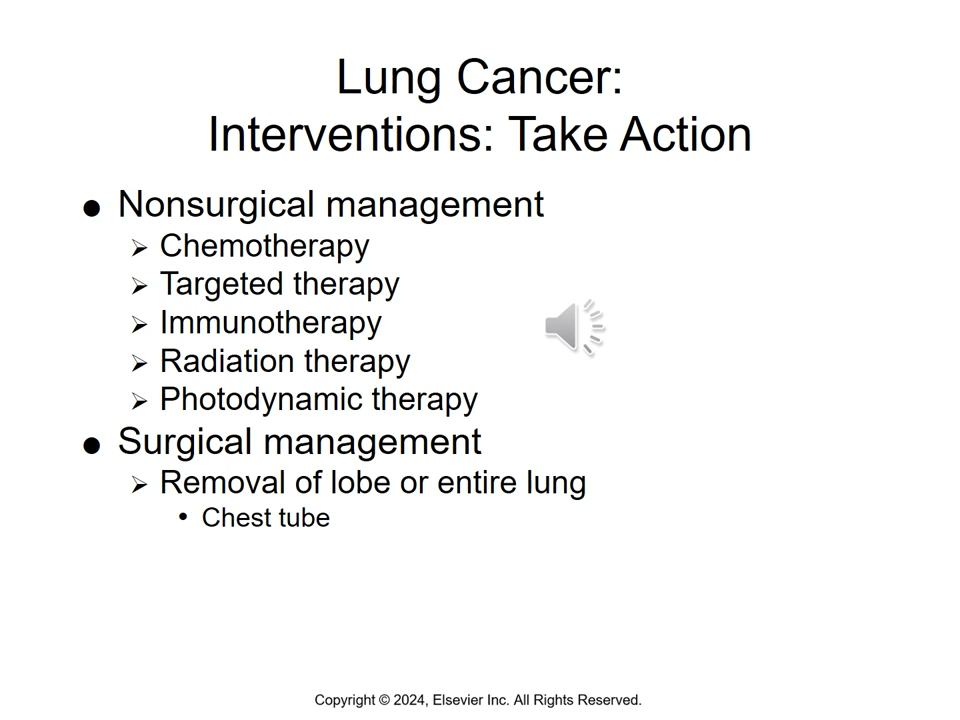 Lung Cancer:
Interventions: Take Action
● Nonsurgical management
➢ Chemotherapy
➢ Targeted therapy
➢ Immunotherapy
➢ Radiation therapy
➢ Photodynamic therapy
● Surgical management
➢ Removal of lobe or entire lung
• Chest tube
Copyright © 2024, Elsevier Inc. All Rights Reserved.